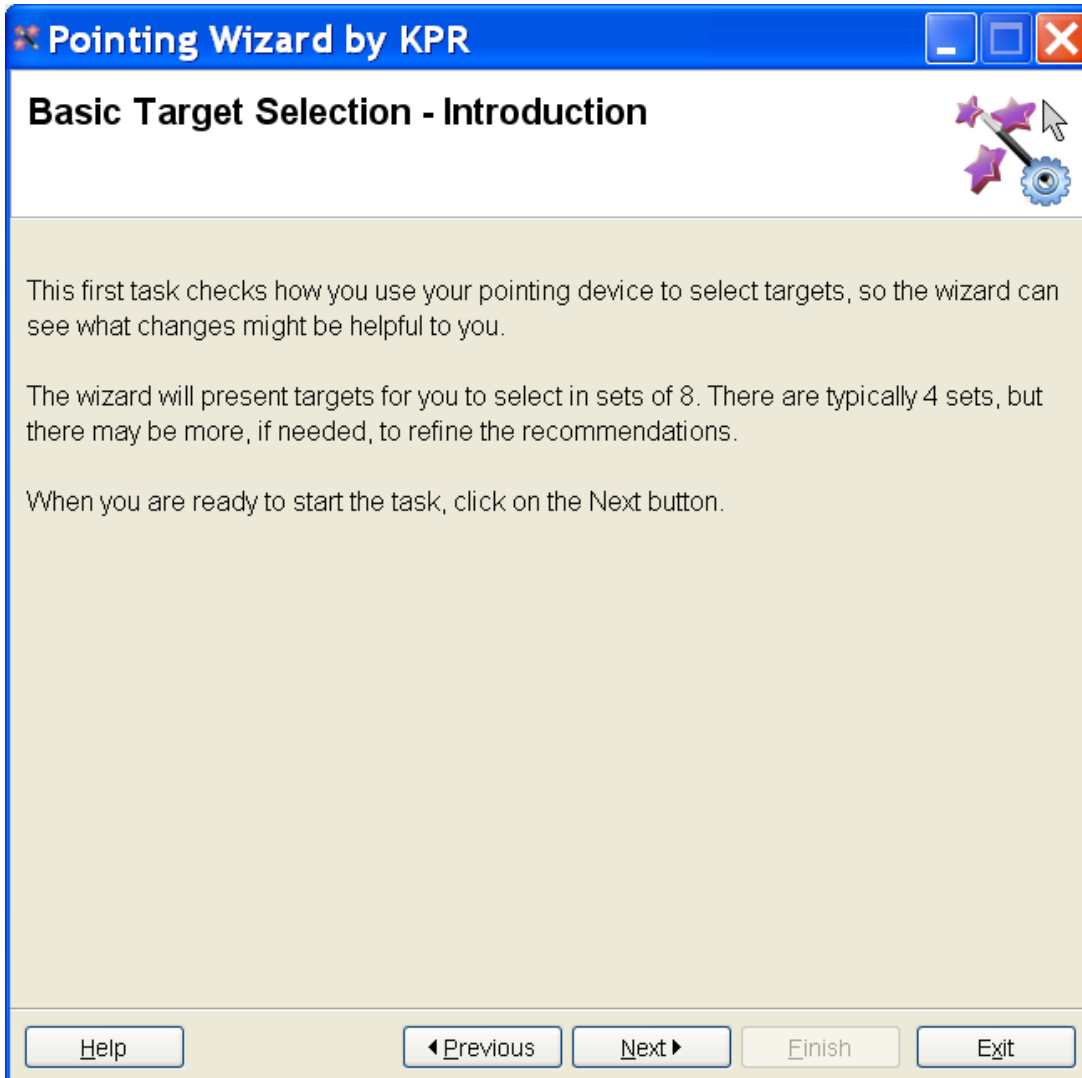 Pointing Wizard by KPR
Basic Target Selection - Introduction
This first task checks how you use your pointing device to select targets, so the wizard can
see what changes might be helpful to you.
The wizard will present targets for you to select in sets of 8. There are typically 4 sets, but
there may be more, if needed, to refine the recommendations.
When you are ready to start the task, click on the Next button.
Help Previous Next Finish Exit